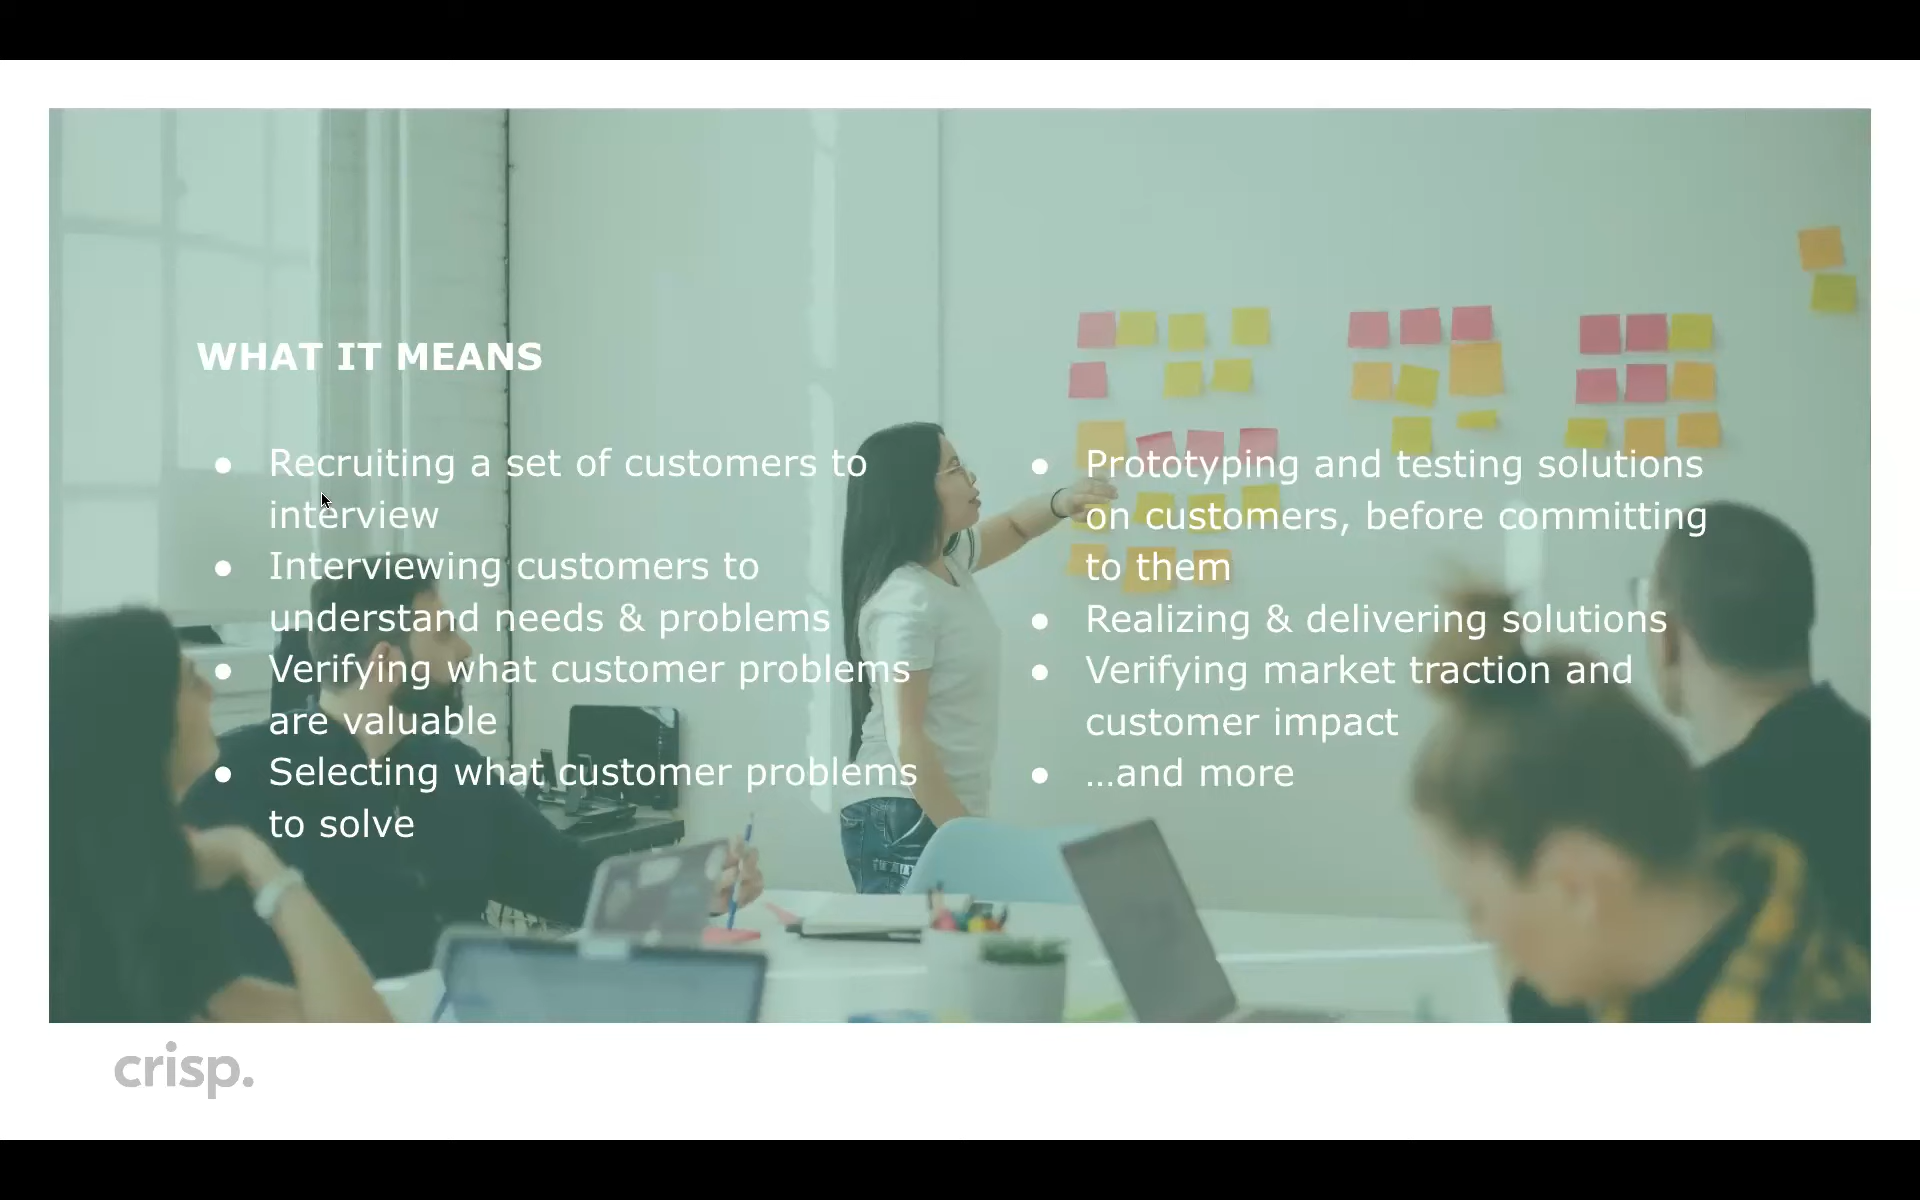 WHAT IT MEANS
● Recruiting a set of customers to
interview
● Interviewing customers to
understand needs & problems
● Verifying what customer problems
are valuable
● Selecting what customer problems
to solve
● Prototyping and testing solutions
on customers, before committing
to them
● Realizing & delivering solutions
● Verifying market traction and
customer impact
● …and more
crisp.